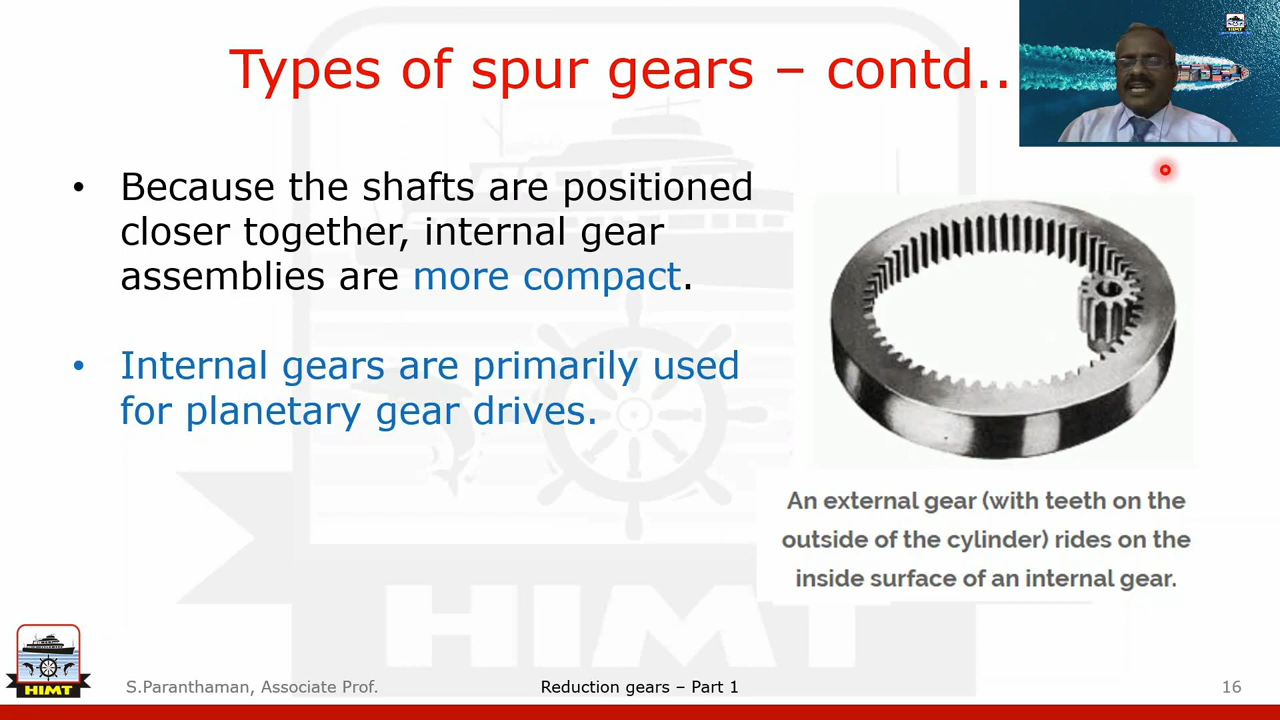 Types of spur gears – contd..
HIMT
• Because the shafts are positioned
closer together, internal gear
assemblies are more compact.
• Internal gears are primarily used
for planetary gear drives.
An external gear (with teeth on the
outside of the cylinder) rides on the
inside surface of an internal gear.
HIMT
HIMT
S.Paranthaman, Associate Prof.
Reduction gears – Part 1
16